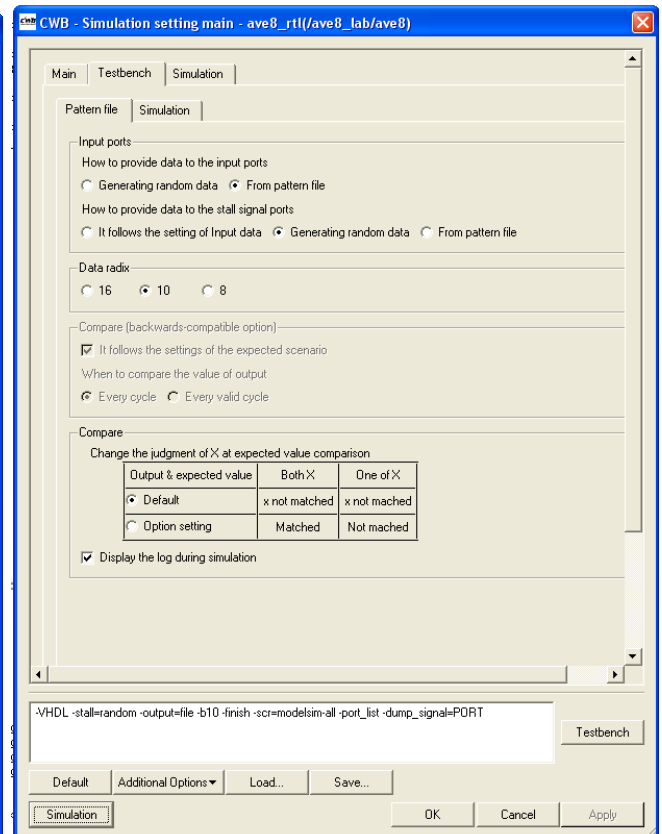 CWB - Simulation setting main - ave8_rtl(/ave8_lab/ave8)
Main Testbench Simulation
Pattern file Simulation
Input ports
How to provide data to the input ports
Generating random data From pattern file
How to provide data to the stall signal ports
It follows the setting of Input data Generating random data From pattern file
Data radix
16 10 8
Compare (backwards-compatible option)
It follows the settings of the expected scenario
When to compare the value of output
Every cycle Every valid cycle
Compare
Change the judgment of X at expected value comparison
Output & expected value Both X One of X
Default x not matched x not mached
Option setting Matched Not mached
Display the log during simulation
-VHDL -stall=random -output=file -b10 -finish -scr=modelsim-all -port_list -dump_signal=PORT
Testbench
Default Additional Options Load... Save...
Simulation OK Cancel Apply